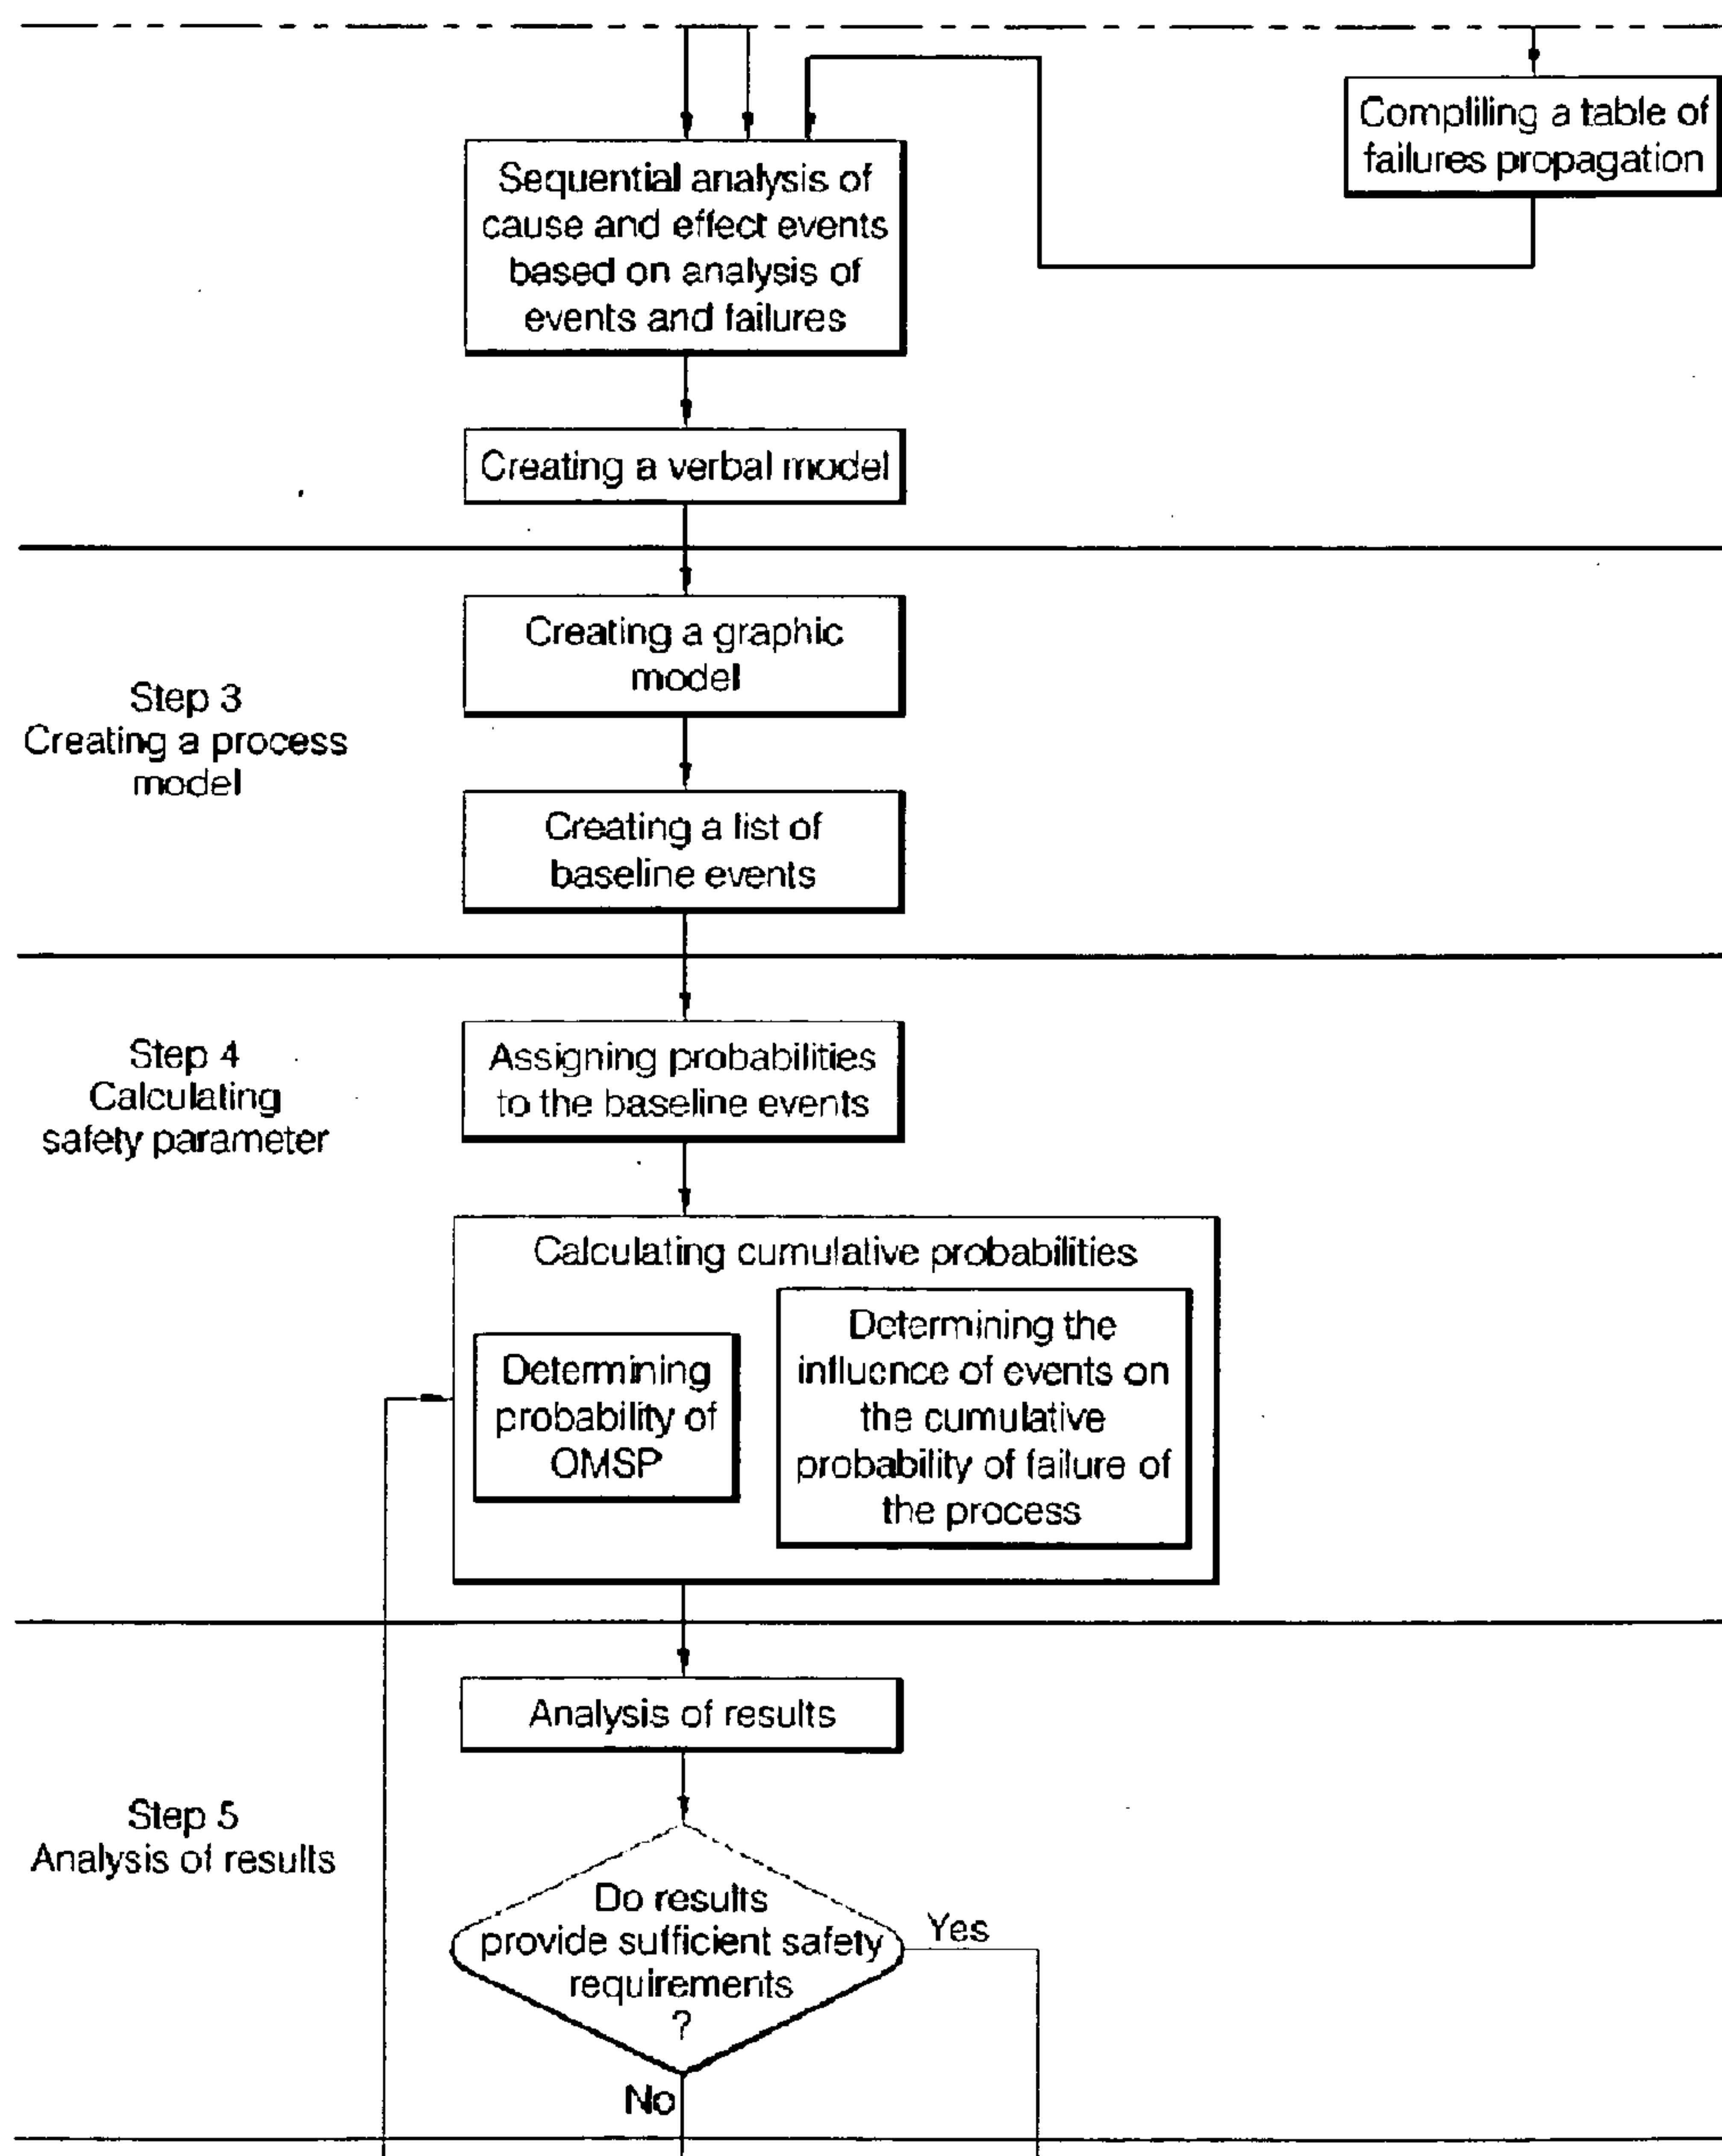 Compliling a table of
failures propagation
Sequential analysis of
cause and effect events
based on analysis of
events and failures
Creating a verbal model
Step 3
Creating a process
model
Creating a graphic
model
Creating a list of
baseline events
Step 4
Calculating
safety parameter
Assigning probabilities
to the baseline events
Calculating cumulative probabilities
Determining
probability of
OMSP
Determining the
influence of events on
the cumulative
probability of failure of
the process
Step 5
Analysis of results
Analysis of results
Do results
provide sufficient safety
requirements
?
Yes
No